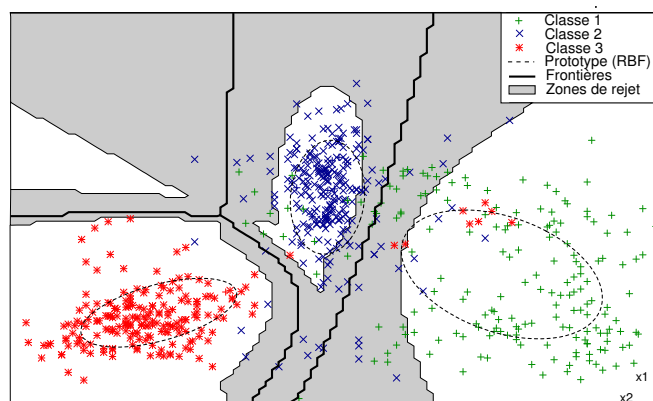 Classe 1
Classe 2
Classe 3
Prototype (RBF)
Frontières
Zones de rejet
x1
x2